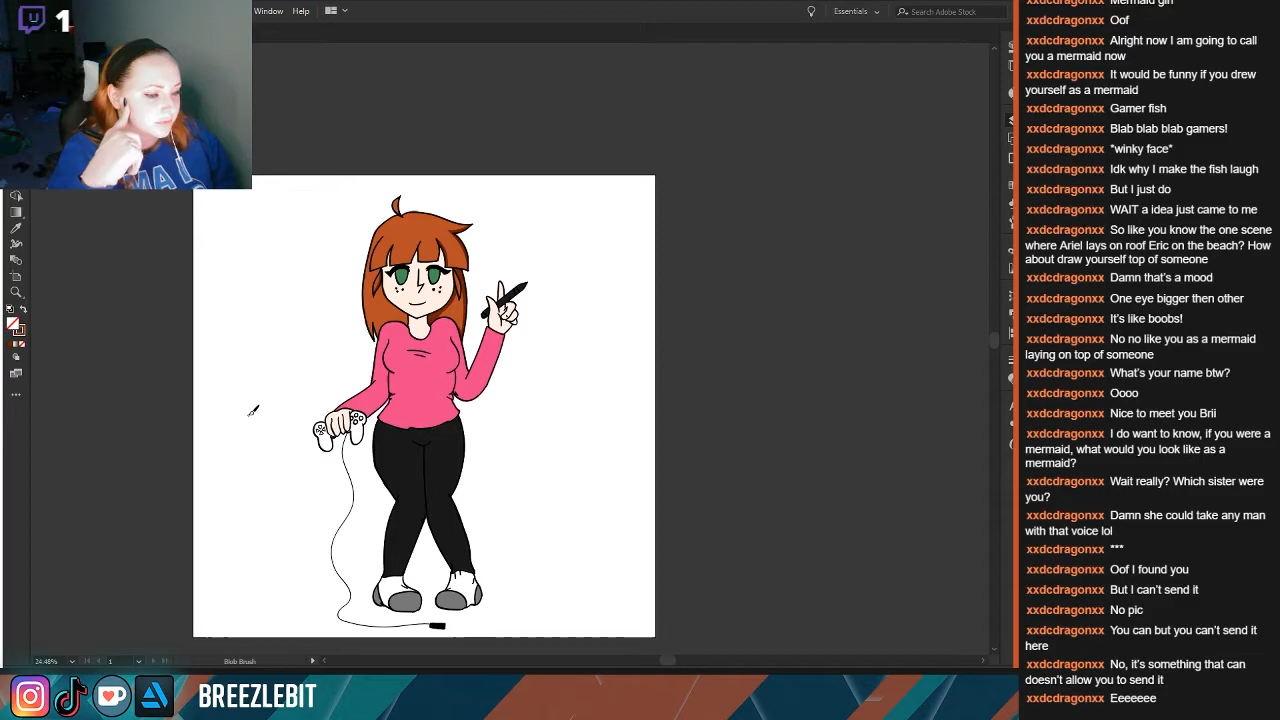 1
Window Help
Essentials
Search Adobe Stock
MAL
24.48%
1
Blob Brush
BREEZLEBIT
Mermaid girl
xxdcdragonxx Oof
xxdcdragonxx Alright now I am going to call
you a mermaid now
xxdcdragonxx It would be funny if you drew
yourself as a mermaid
xxdcdragonxx Gamer fish
xxdcdragonxx Blab blab blab gamers!
xxdcdragonxx *winky face*
xxdcdragonxx Idk why I make the fish laugh
xxdcdragonxx But I just do
xxdcdragonxx WAIT a idea just came to me
xxdcdragonxx So like you know the one scene
where Ariel lays on roof Eric on the beach? How
about draw yourself top of someone
xxdcdragonxx Damn that's a mood
xxdcdragonxx One eye bigger then other
xxdcdragonxx It's like boobs!
xxdcdragonxx No no like you as a mermaid
laying on top of someone
xxdcdragonxx What's your name btw?
xxdcdragonxx Oooo
xxdcdragonxx Nice to meet you Brii
xxdcdragonxx I do want to know, if you were a
mermaid, what would you look like as a
mermaid?
xxdcdragonxx Wait really? Which sister were
you?
xxdcdragonxx Damn she could take any man
with that voice lol
xxdcdragonxx ***
xxdcdragonxx Oof I found you
xxdcdragonxx But I can't send it
xxdcdragonxx No pic
xxdcdragonxx You can but you can't send it
here
xxdcdragonxx No, it's something that can
doesn't allow you to send it
xxdcdragonxx Eeeeeee